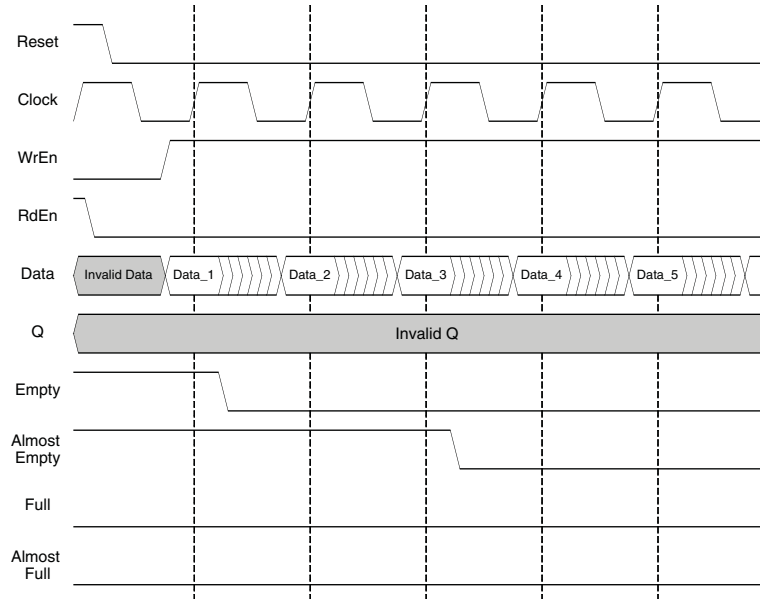 Reset
Clock
WrEn
RdEn
Data
Invalid Data
Data_1
Data_2
Data_3
Data_4
Data_5
Q
Invalid Q
Empty
Almost
Empty
Full
Almost
Full